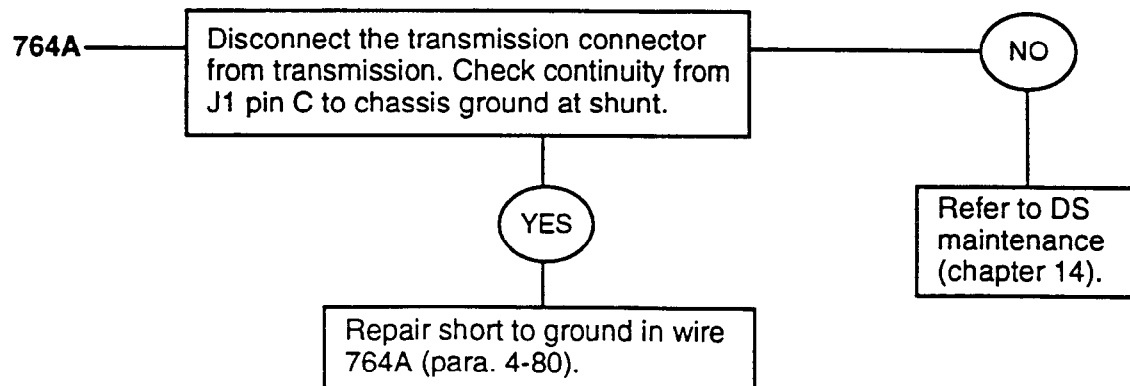 764A
Disconnect the transmission connector
from transmission. Check continuity from
J1 pin C to chassis ground at shunt.
NO
YES
Refer to DS
maintenance
(chapter 14).
Repair short to ground in wire
764A (para. 4-80).